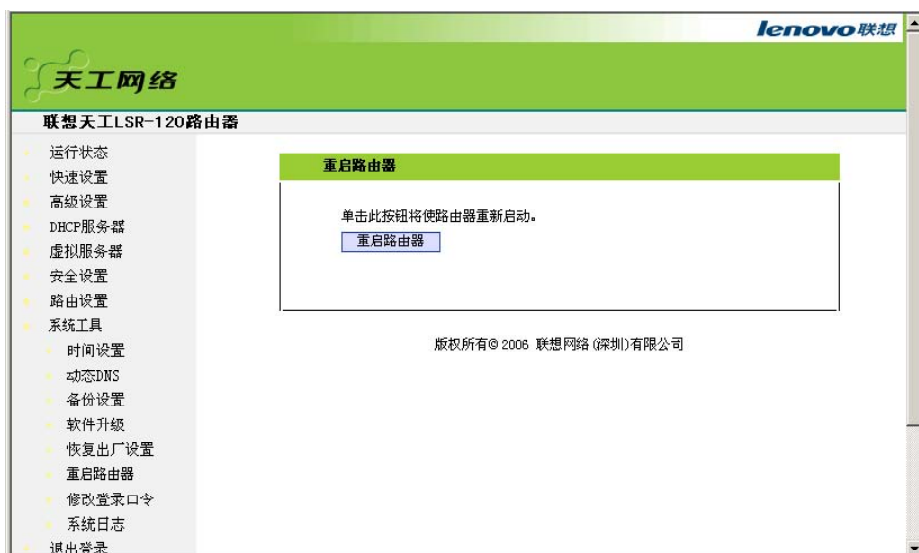 lenovo联想
天工网络
联想天工LSR-120路由器
运行状态
快速设置
高级设置
DHCP服务器
虚拟服务器
安全设置
路由设置
系统工具
时间设置
动态DNS
备份设置
软件升级
恢复出厂设置
重启路由器
修改登录口令
系统日志
退出登录
重启路由器
单击此按钮将使路由器重新启动。
重启路由器
版权所有© 2006 联想网络(深圳)有限公司